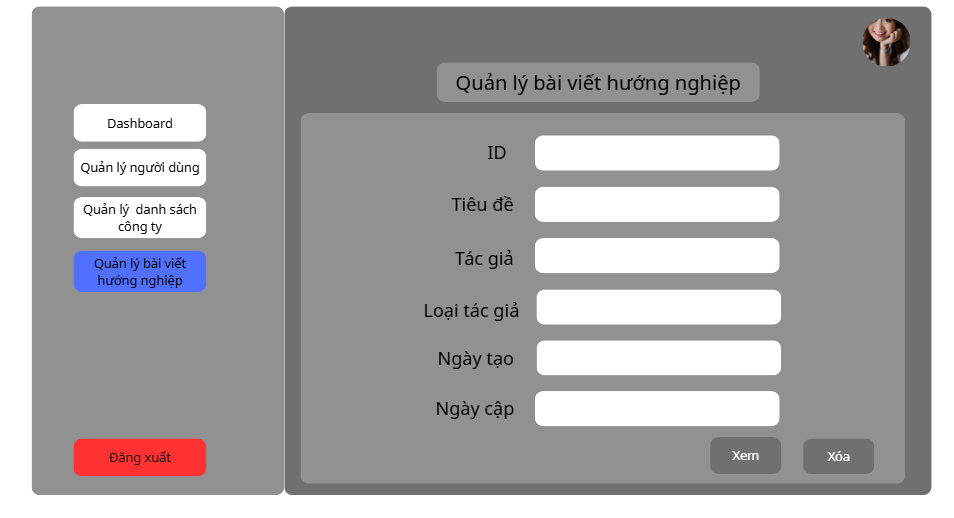 Dashboard
Quản lý người dùng
Quản lý danh sách
công ty
Quản lý bài viết
hướng nghiệp
Đăng xuất
Quản lý bài viết hướng nghiệp
ID
Tiêu đề
Tác giả
Loại tác giả
Ngày tạo
Ngày cập
Xem
Xóa